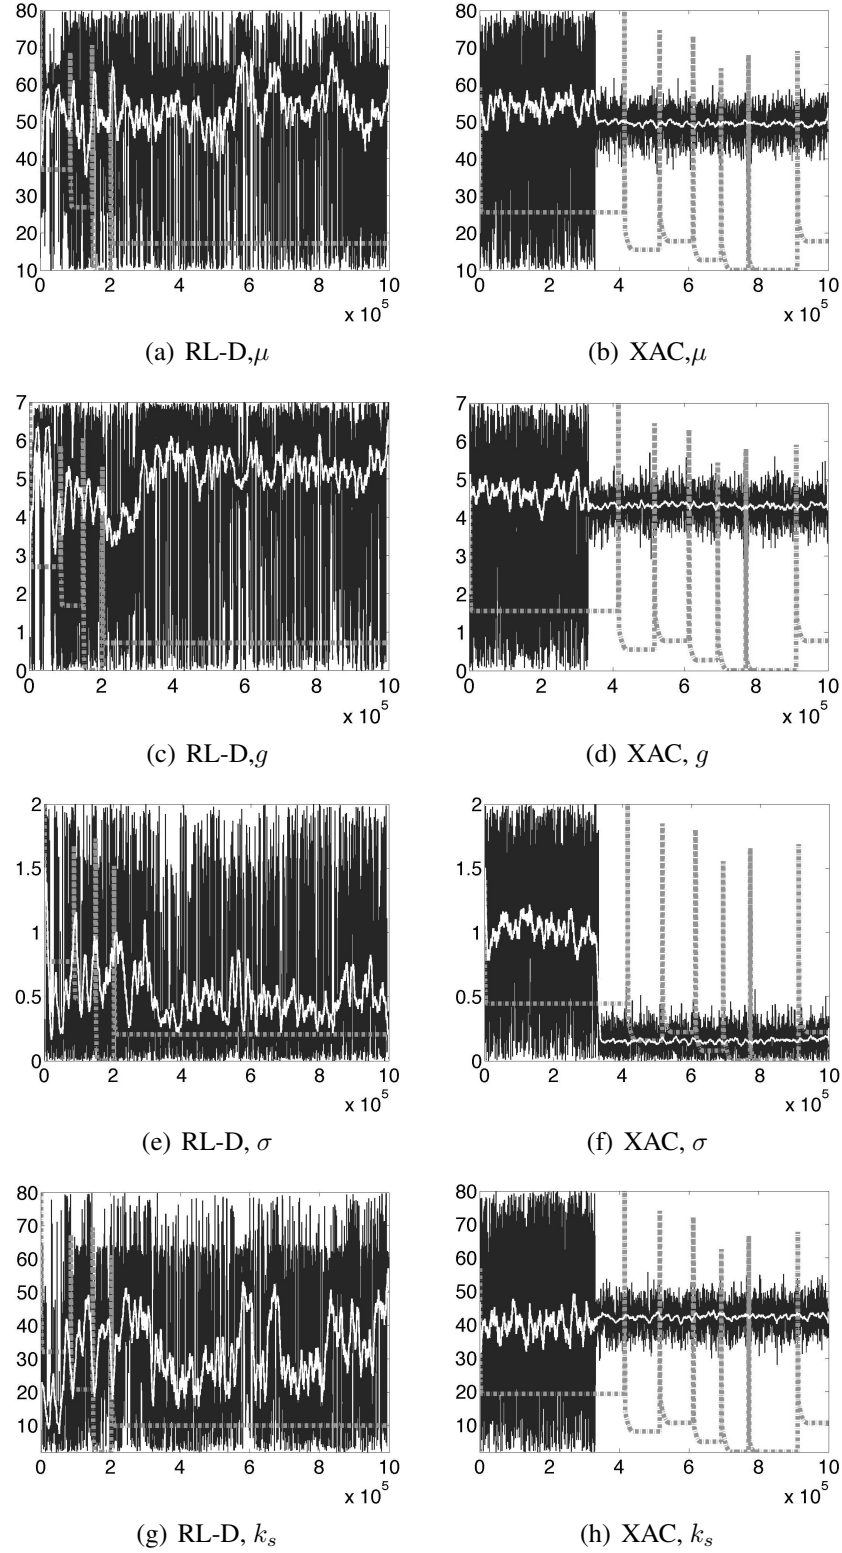 80
70
60
50
40
30
20
10
0 2 4 6 8 10
x 10^5
(a) RL-D,μ
80
70
60
50
40
30
20
10
0 2 4 6 8 10
x 10^5
(b) XAC,μ
7
6
5
4
3
2
1
0
0 2 4 6 8 10
x 10^5
(c) RL-D,g
7
6
5
4
3
2
1
0
0 2 4 6 8 10
x 10^5
(d) XAC, g
2
1.5
1
0.5
0
0 2 4 6 8 10
x 10^5
(e) RL-D, σ
2
1.5
1
0.5
0
0 2 4 6 8 10
x 10^5
(f) XAC, σ
80
70
60
50
40
30
20
10
0 2 4 6 8 10
x 10^5
(g) RL-D, k_s
80
70
60
50
40
30
20
10
0 2 4 6 8 10
x 10^5
(h) XAC, k_s